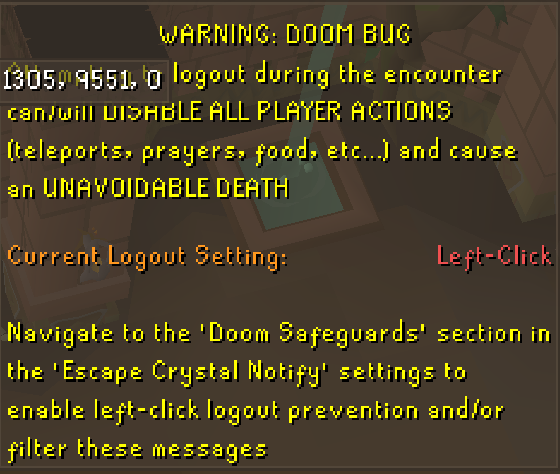 WARNING: DOOM BUG
1305, 9551, 0 logout during the encounter
can/will DISABLE ALL PLAYER ACTIONS
(teleports, prayers, food, etc...) and cause
an UNAVOIDABLE DEATH
Current Logout Setting: Left-Click
Navigate to the 'Doom Safeguards' section in
the 'Escape Crystal Notify' settings to
enable left-click logout prevention and/or
filter these messages